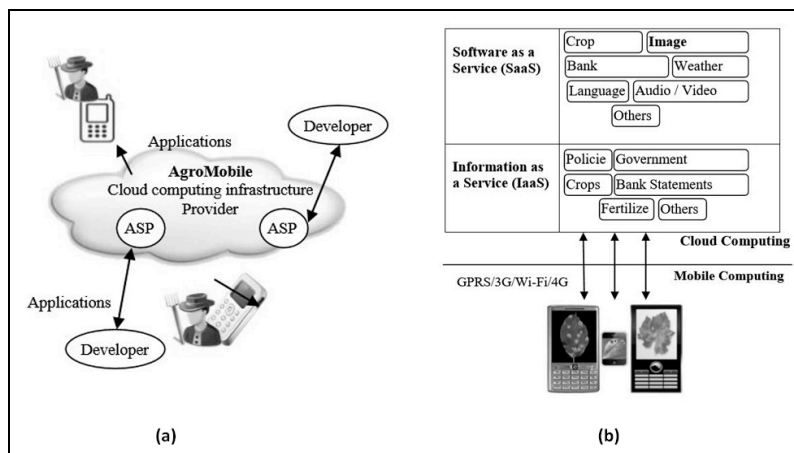 Applications
AgroMobile
Cloud computing infrastructure
Provider
Developer
ASP
ASP
Applications
Developer
(a)
Software as a
Service (SaaS)
Crop
Image
Bank
Weather
Language
Audio / Video
Others
Information as
a Service (IaaS)
Policie
Government
Crops
Bank Statements
Fertilize
Others
Cloud Computing
Mobile Computing
GPRS/3G/Wi-Fi/4G
(b)